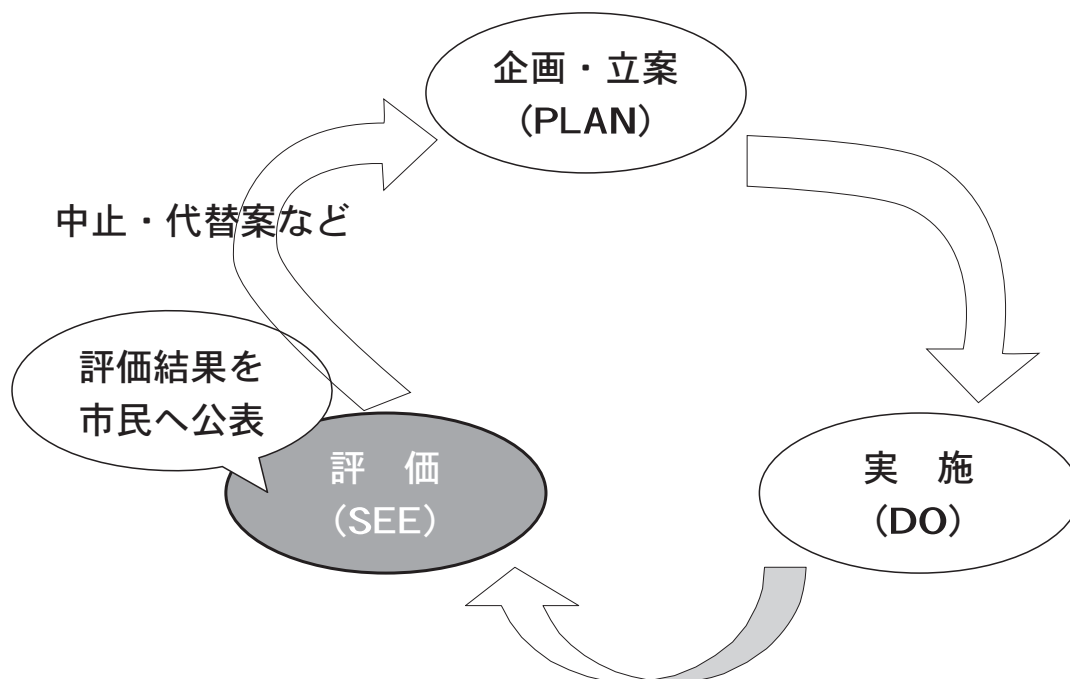 企画・立案
(PLAN)
中止・代替案など
評価結果を
市民へ公表
評　価
(SEE)
実　施
(DO)